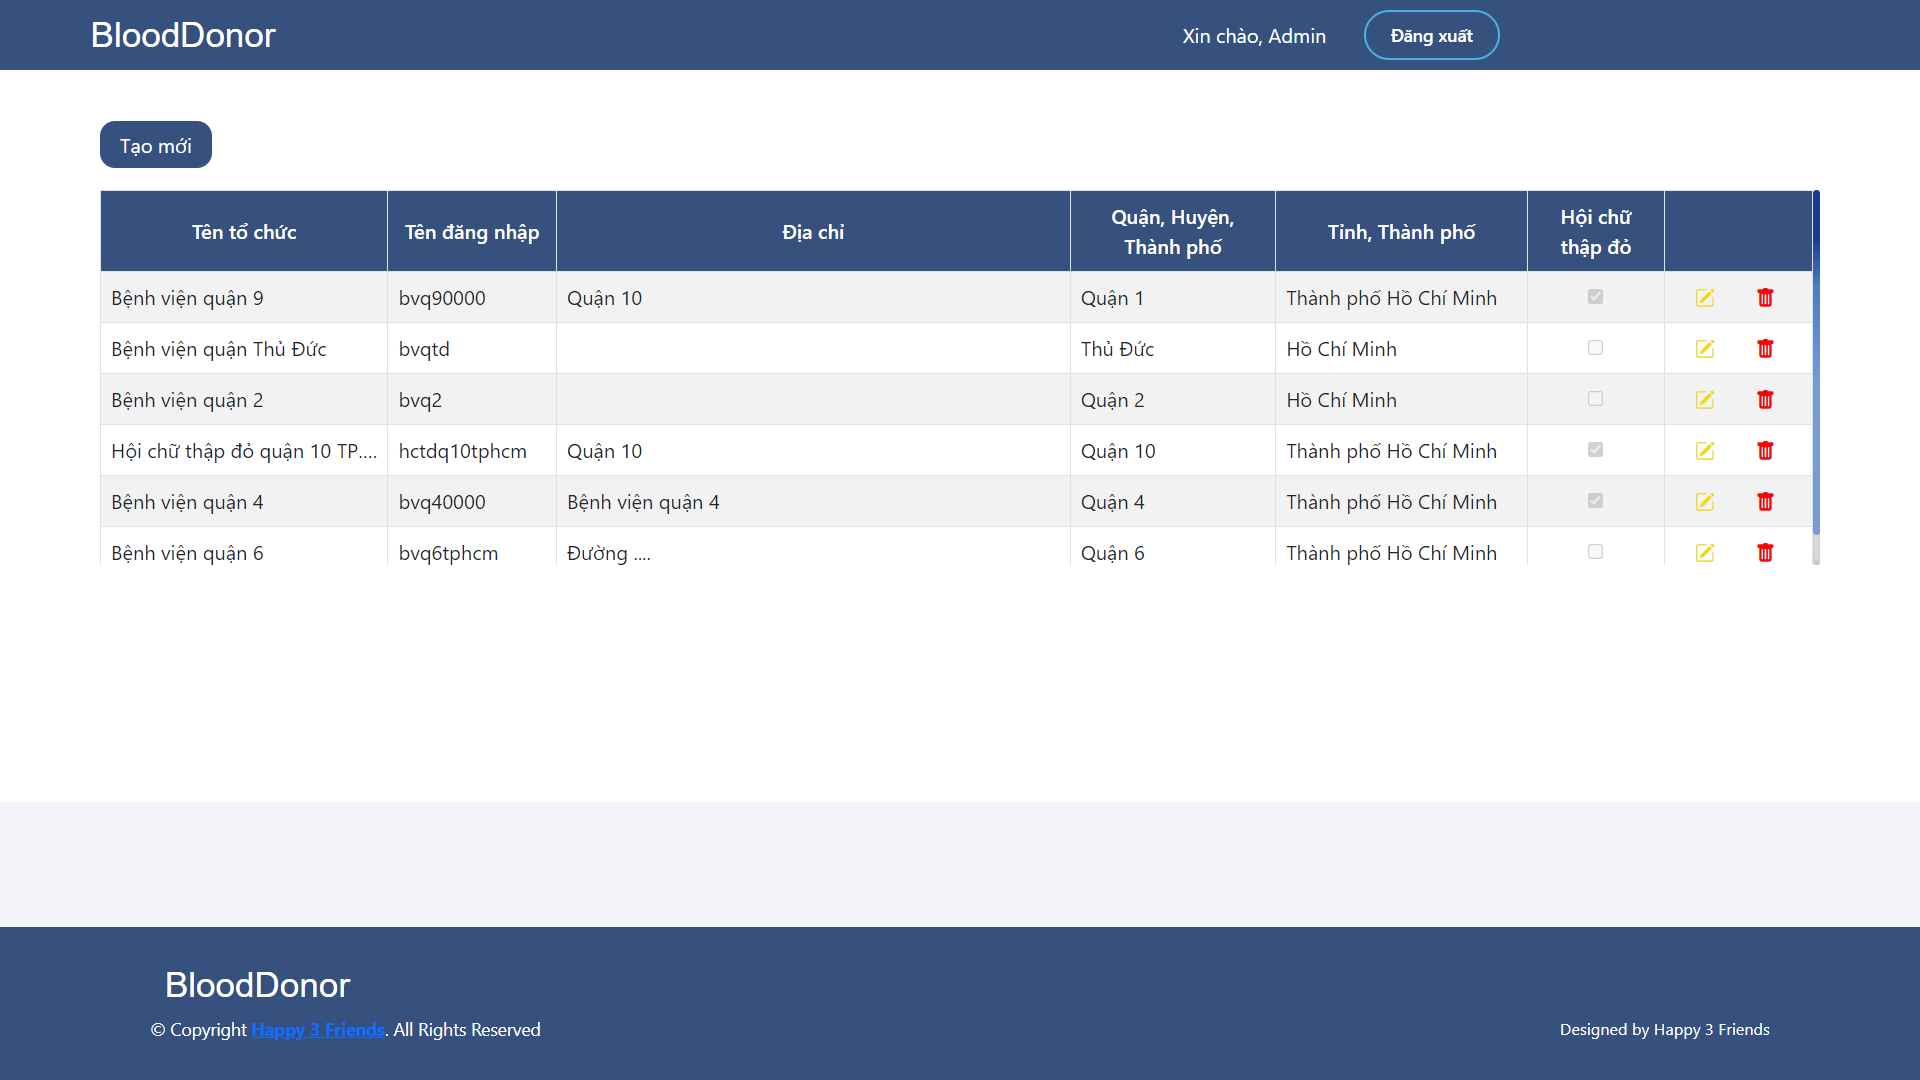 BloodDonor
Xin chào, Admin
Đăng xuất
Tạo mới
Tên tổ chức
Tên đăng nhập
Địa chỉ
Quận, Huyện,
Thành phố
Tỉnh, Thành phố
Hội chữ
thập đỏ
Bệnh viện quận 9
bvq90000
Quận 10
Quận 1
Thành phố Hồ Chí Minh
Bệnh viện quận Thủ Đức
bvqtd
Thủ Đức
Hồ Chí Minh
Bệnh viện quận 2
bvq2
Quận 2
Hồ Chí Minh
Hội chữ thập đỏ quận 10 TP....
hctdq10tphcm
Quận 10
Quận 10
Thành phố Hồ Chí Minh
Bệnh viện quận 4
bvq40000
Bệnh viện quận 4
Quận 4
Thành phố Hồ Chí Minh
Bệnh viện quận 6
bvq6tphcm
Đường ....
Quận 6
Thành phố Hồ Chí Minh
BloodDonor
© Copyright Happy 3 Friends. All Rights Reserved
Designed by Happy 3 Friends